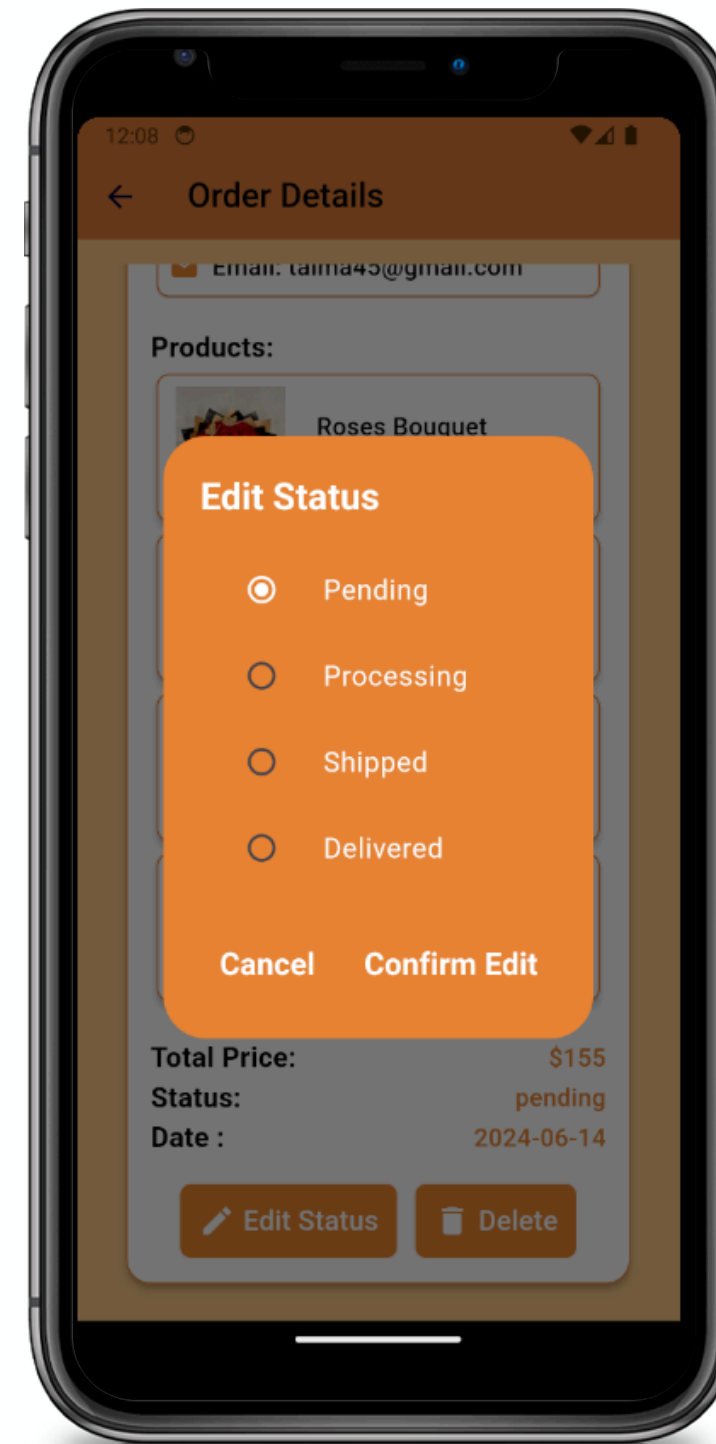 12:08
Order Details
Email: talma45@gmail.com
Products:
Roses Bouquet
Edit Status
Pending
Processing
Shipped
Delivered
Cancel Confirm Edit
Total Price: $155
Status: pending
Date : 2024-06-14
Edit Status Delete